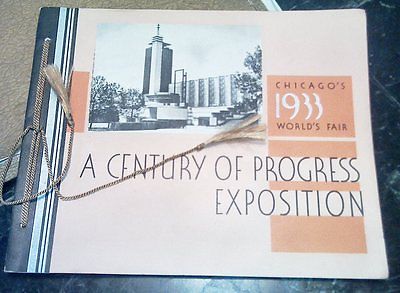 CHICAGO'S
1933
WORLD'S FAIR
A CENTURY OF PROGRESS
EXPOSITION